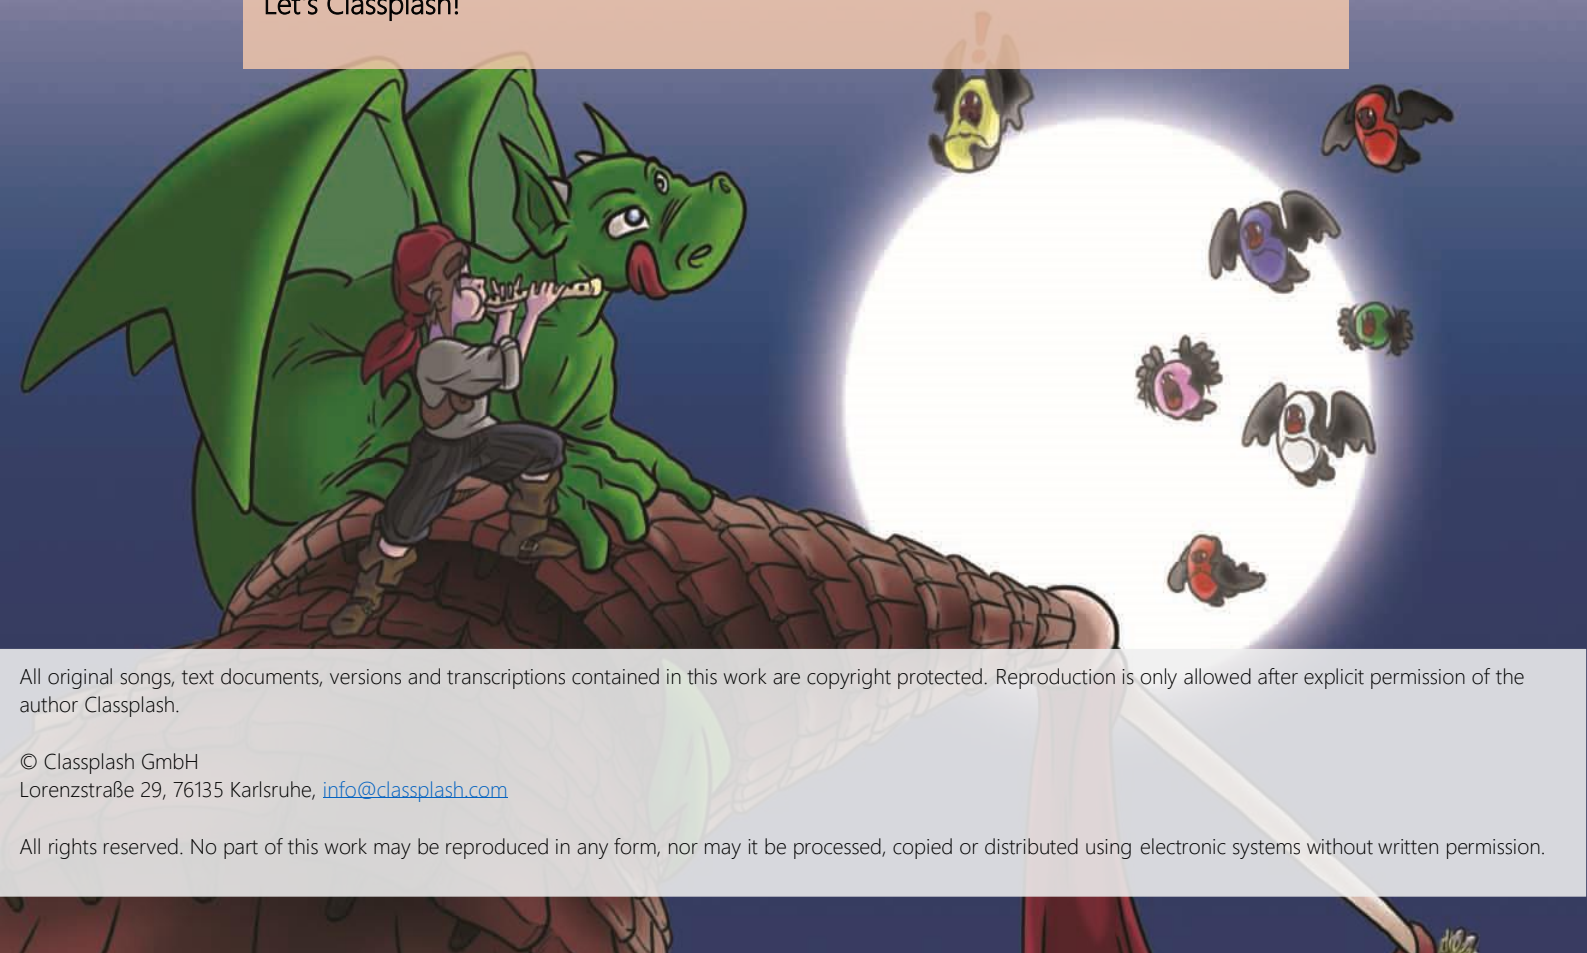 Let's Classplash!
All original songs, text documents, versions and transcriptions contained in this work are copyright protected. Reproduction is only allowed after explicit permission of the
author Classplash.
© Classplash GmbH
Lorenzstraße 29, 76135 Karlsruhe, info@classplash.com
All rights reserved. No part of this work may be reproduced in any form, nor may it be processed, copied or distributed using electronic systems without written permission.